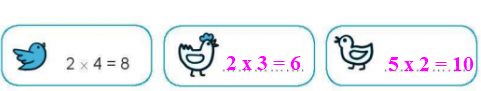 2 × 4 = 8
2 x 3 = 6
5 x 2 = 10